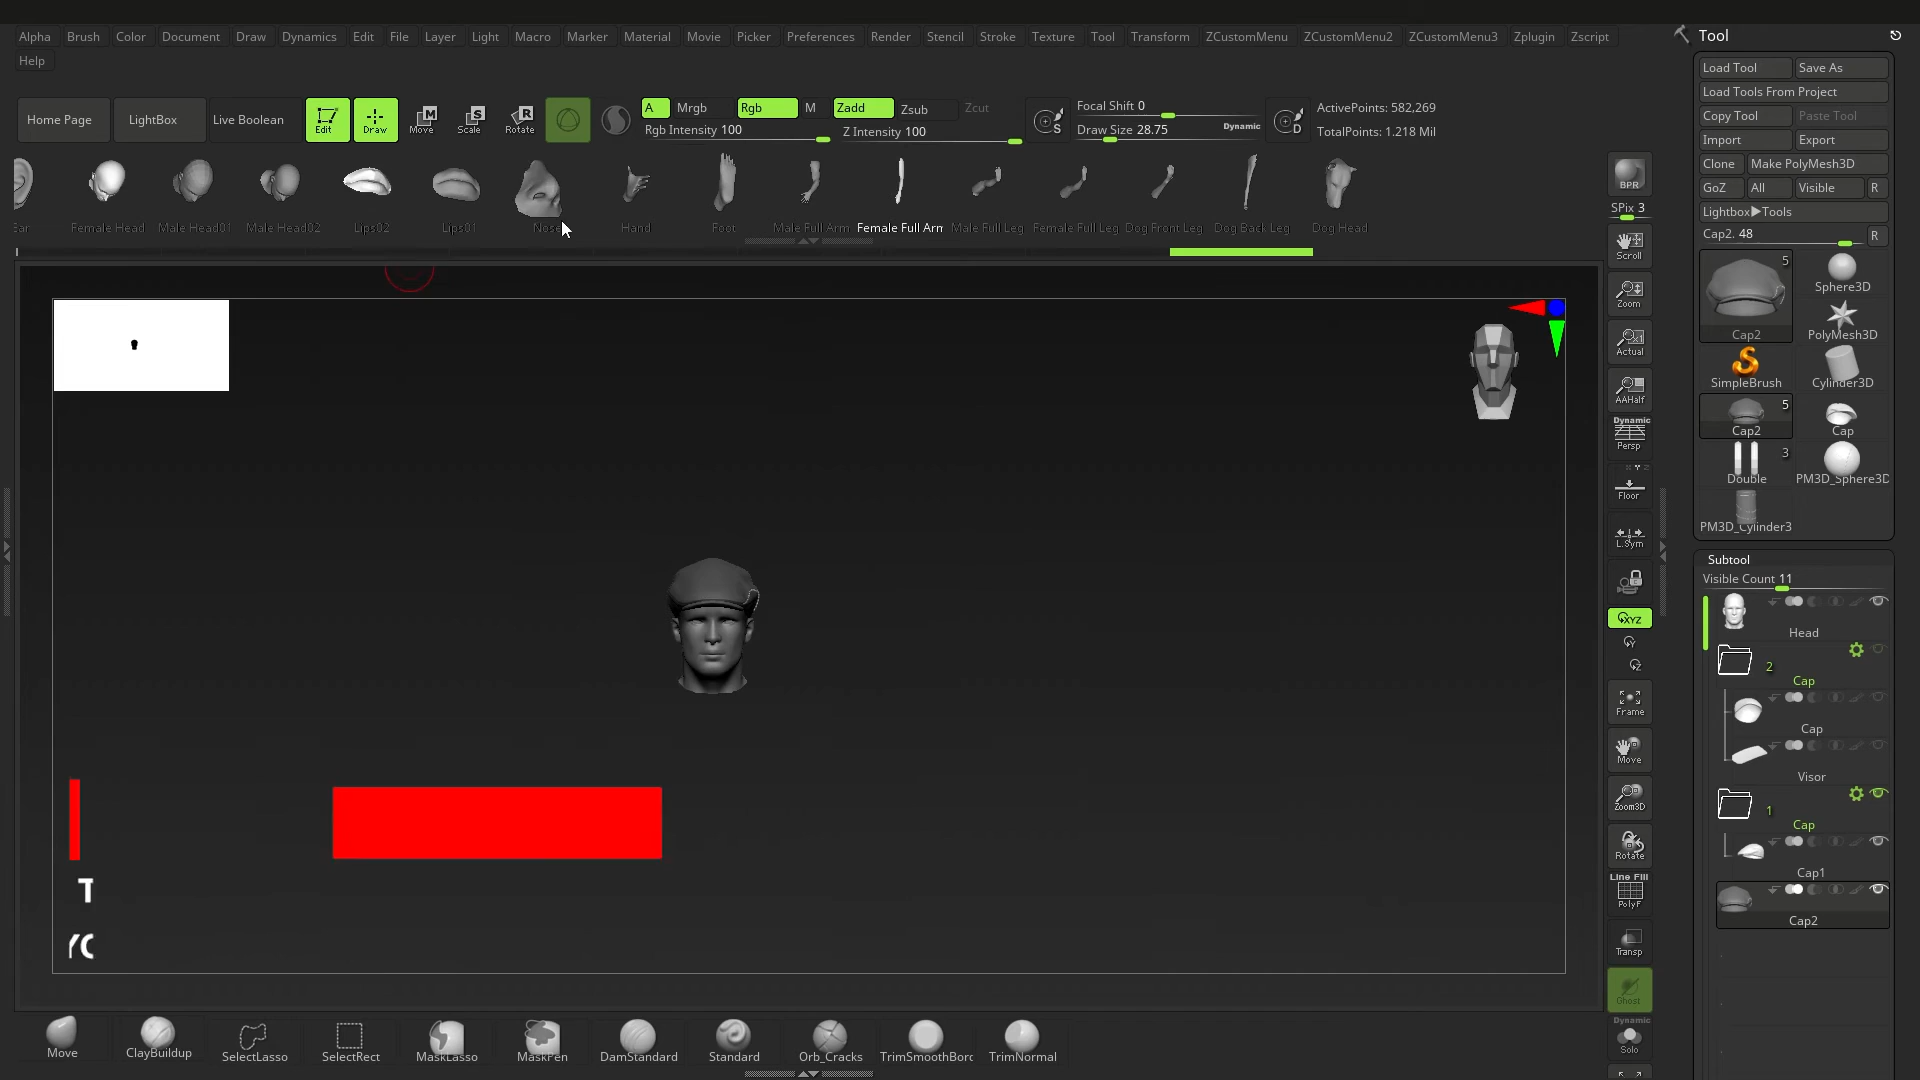 Alpha Brush Color Document Draw Dynamics Edit File Layer Light Macro Marker Material Movie Picker Preferences Render Stencil Stroke Texture Tool Transform ZCustomMenu ZCustomMenu2 ZCustomMenu3 Zplugin Zscript
Help
Home Page LightBox Live Boolean Edit Draw Move Scale Rotate
A Mrgb Rgb M Zadd Zsub Zcut
Rgb Intensity 100 Z Intensity 100
Focal Shift 0
Draw Size 28.75 Dynamic
ActivePoints: 582,269
TotalPoints: 1.218 Mil
Ear Female Head Male Head01 Male Head02 Lips02 Lips01 Nose Hand Foot Male Full Arm Female Full Arm Male Full Leg Female Full Leg Dog Front Leg Dog Back Leg Dog Head
T
YC
Move ClayBuildup SelectLasso SelectRect MaskLasso MaskPen DamStandard Standard Orb_Cracks TrimSmoothBord TrimNormal
BPR
SPix 3
Scroll
Zoom
Actual
AAHalf
Dynamic
Persp
Floor
L.Sym
XYZ
Y
Z
Frame
Move
Zoom3D
Rotate
Line Fill
PolyF
Transp
Ghost
Dynamic
Solo
Tool
Load Tool Save As
Load Tools From Project
Copy Tool Paste Tool
Import Export
Clone Make PolyMesh3D
GoZ All Visible R
Lightbox▶Tools
Cap2. 48 R
5
Cap2 Sphere3D
PolyMesh3D
SimpleBrush Cylinder3D
5
Cap2 Cap
3
Double PM3D_Sphere3D
PM3D_Cylinder3
Subtool
Visible Count 11
Head
2
Cap
Cap
Visor
1
Cap
Cap1
Cap2